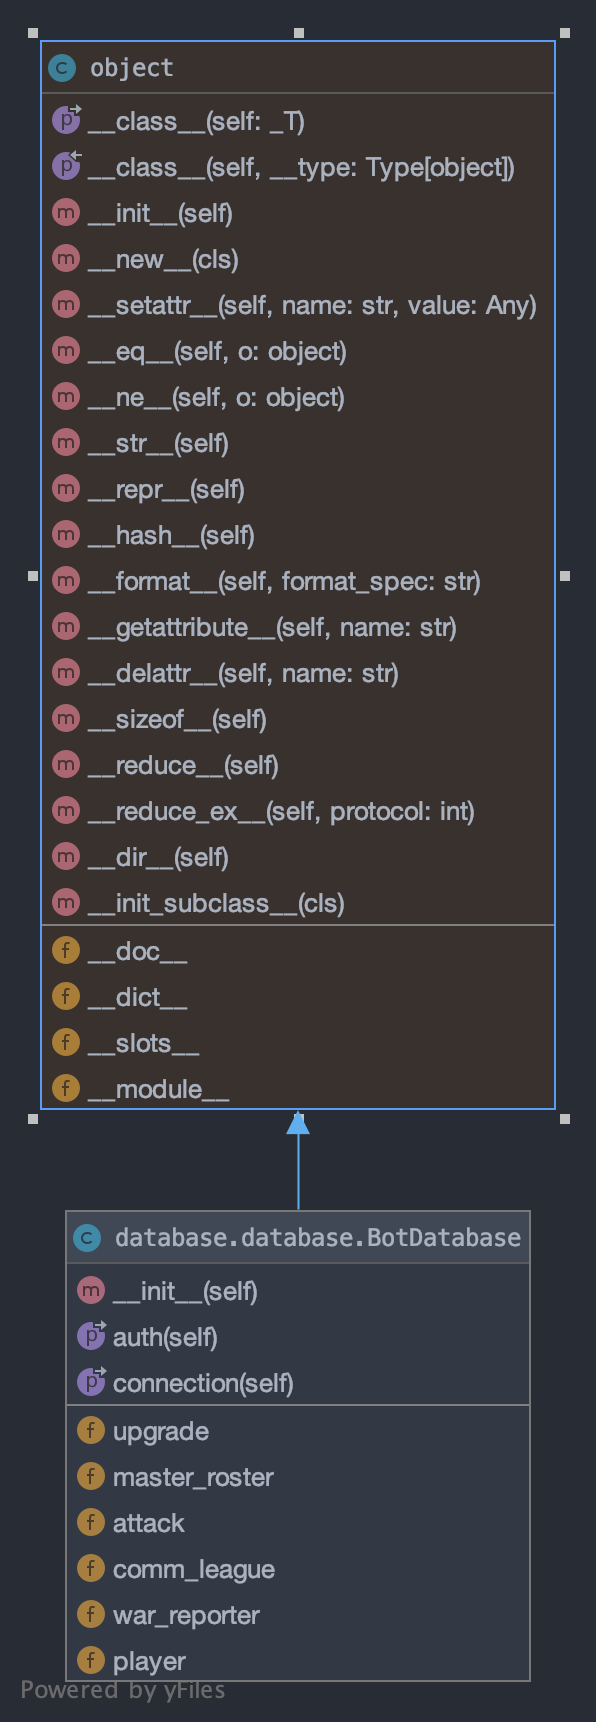 object
__class__(self: _T)
__class__(self, __type: Type[object])
__init__(self)
__new__(cls)
__setattr__(self, name: str, value: Any)
__eq__(self, o: object)
__ne__(self, o: object)
__str__(self)
__repr__(self)
__hash__(self)
__format__(self, format_spec: str)
__getattribute__(self, name: str)
__delattr__(self, name: str)
__sizeof__(self)
__reduce__(self)
__reduce_ex__(self, protocol: int)
__dir__(self)
__init_subclass__(cls)
__doc__
__dict__
__slots__
__module__
database.database.BotDatabase
__init__(self)
auth(self)
connection(self)
upgrade
master_roster
attack
comm_league
war_reporter
player
Powered by yFiles